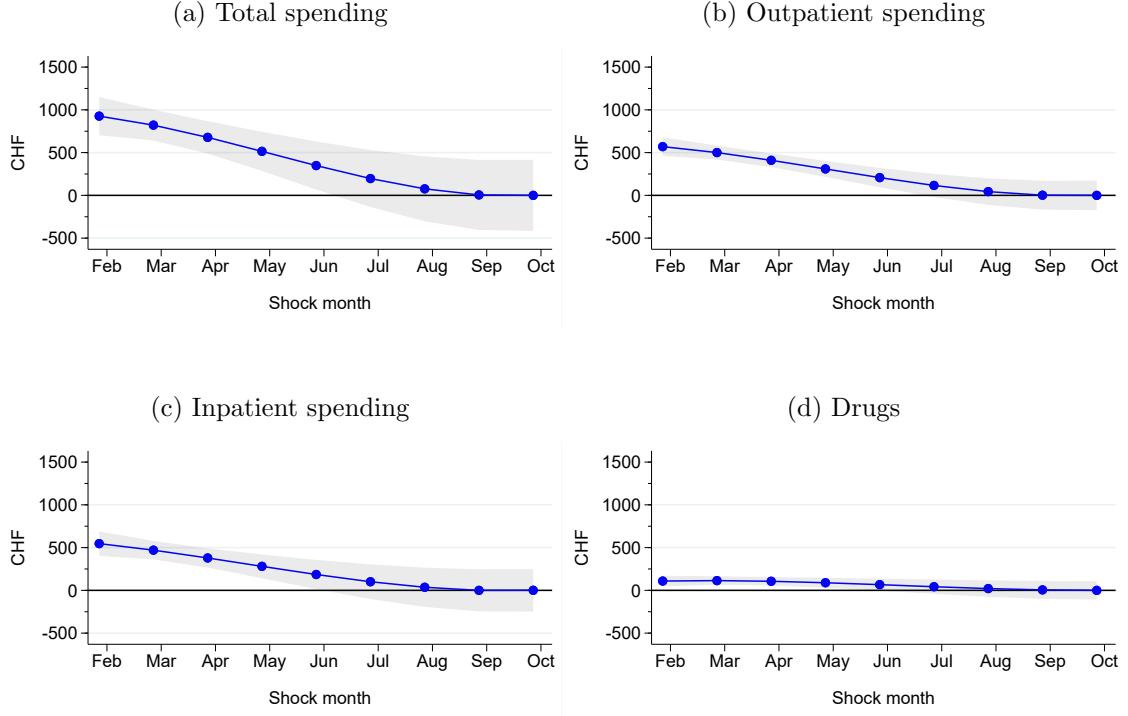 (a) Total spending
1500
1000
500
0
-500
CHF
Feb Mar Apr May Jun Jul Aug Sep Oct
Shock month
(b) Outpatient spending
1500
1000
500
0
-500
CHF
Feb Mar Apr May Jun Jul Aug Sep Oct
Shock month
(c) Inpatient spending
1500
1000
500
0
-500
CHF
Feb Mar Apr May Jun Jul Aug Sep Oct
Shock month
(d) Drugs
1500
1000
500
0
-500
CHF
Feb Mar Apr May Jun Jul Aug Sep Oct
Shock month